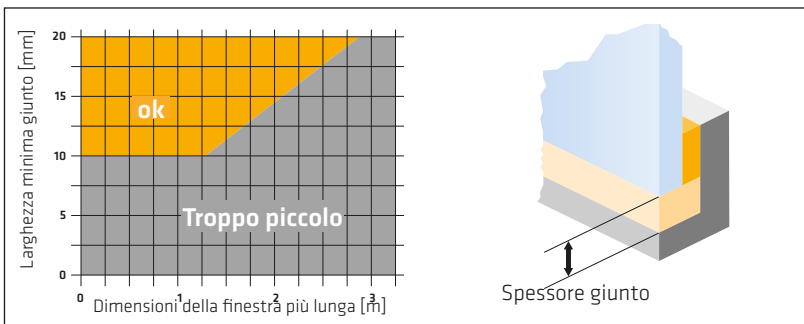 Larghezza minima giunto [mm]
20
15
10
5
0
ok
Troppo piccolo
0 1 2 3
Dimensioni della finestra più lunga [m]
Spessore giunto